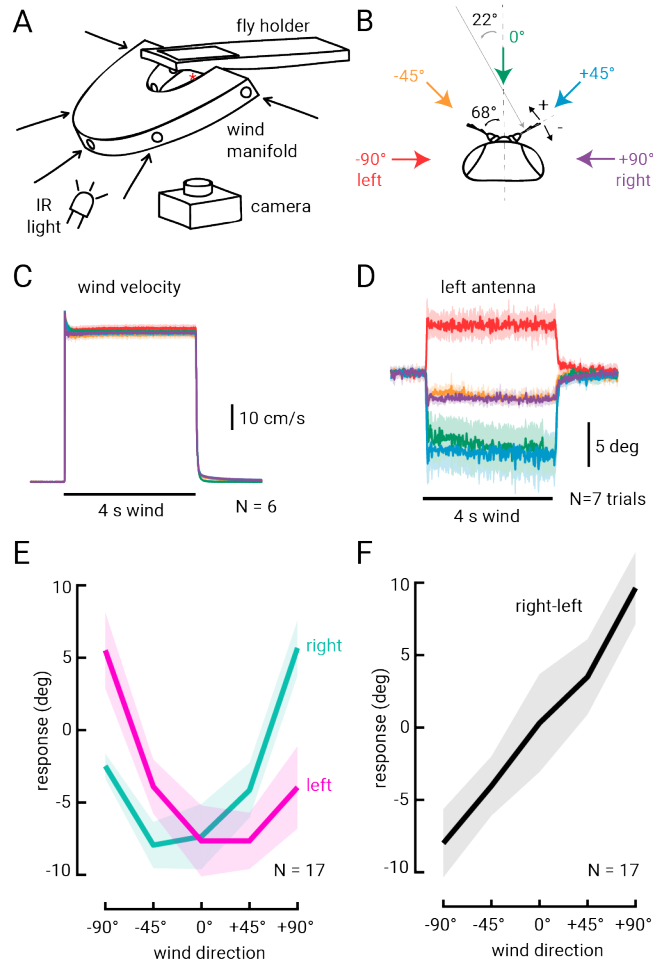 A
fly holder
*
wind
manifold
IR
light
camera
B
22°
0°
-45°
+45°
68°
+
-
-90°
left
+90°
right
C
wind velocity
10 cm/s
4 s wind
N = 6
D
left antenna
5 deg
4 s wind
N=7 trials
E
10
5
0
-5
-10
response (deg)
right
left
N = 17
-90°
-45°
0°
+45°
+90°
wind direction
F
10
5
0
-5
-10
response (deg)
right-left
N = 17
-90°
-45°
0°
+45°
+90°
wind direction